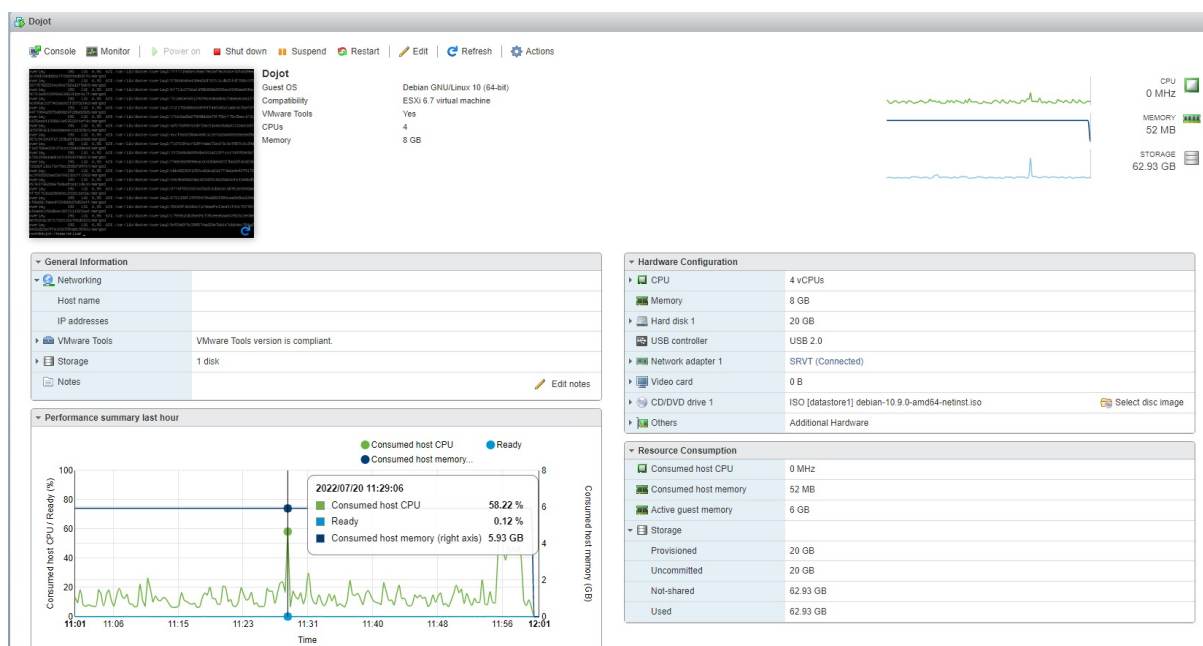 Dojot
Console Monitor Power on Shut down Suspend Restart Edit Refresh Actions
Dojot
Guest OS Debian GNU/Linux 10 (64-bit)
Compatibility ESXi 6.7 virtual machine
VMware Tools Yes
CPUs 4
Memory 8 GB
CPU
0 MHz
MEMORY
52 MB
STORAGE
62.93 GB
General Information
Networking
Host name
IP addresses
VMware Tools VMware Tools version is compliant.
Storage 1 disk
Notes Edit notes
Performance summary last hour
Consumed host CPU Ready
Consumed host memory...
Consumed host CPU / Ready (%)
100
80
60
40
20
0
2022/07/20 11:29:06
Consumed host CPU 58.22 %
Ready 0.12 %
Consumed host memory (right axis) 5.93 GB
8
6
4
2
0
Consumed host memory (GB)
11:01 11:06 11:15 11:23 11:31 11:40 11:48 11:56 12:01
Time
Hardware Configuration
CPU 4 vCPUs
Memory 8 GB
Hard disk 1 20 GB
USB controller USB 2.0
Network adapter 1 SRVT (Connected)
Video card 0 B
CD/DVD drive 1 ISO [datastore1] debian-10.9.0-amd64-netinst.iso Select disc image
Others Additional Hardware
Resource Consumption
Consumed host CPU 0 MHz
Consumed host memory 52 MB
Active guest memory 6 GB
Storage
Provisioned 20 GB
Uncommitted 20 GB
Not-shared 62.93 GB
Used 62.93 GB